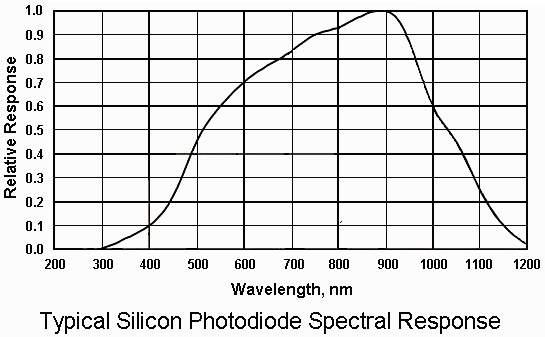 1.0
0.9
0.8
0.7
0.6
0.5
0.4
0.3
0.2
0.1
0.0
Relative Response
200 300 400 500 600 700 800 900 1000 1100 1200
Wavelength, nm
Typical Silicon Photodiode Spectral Response